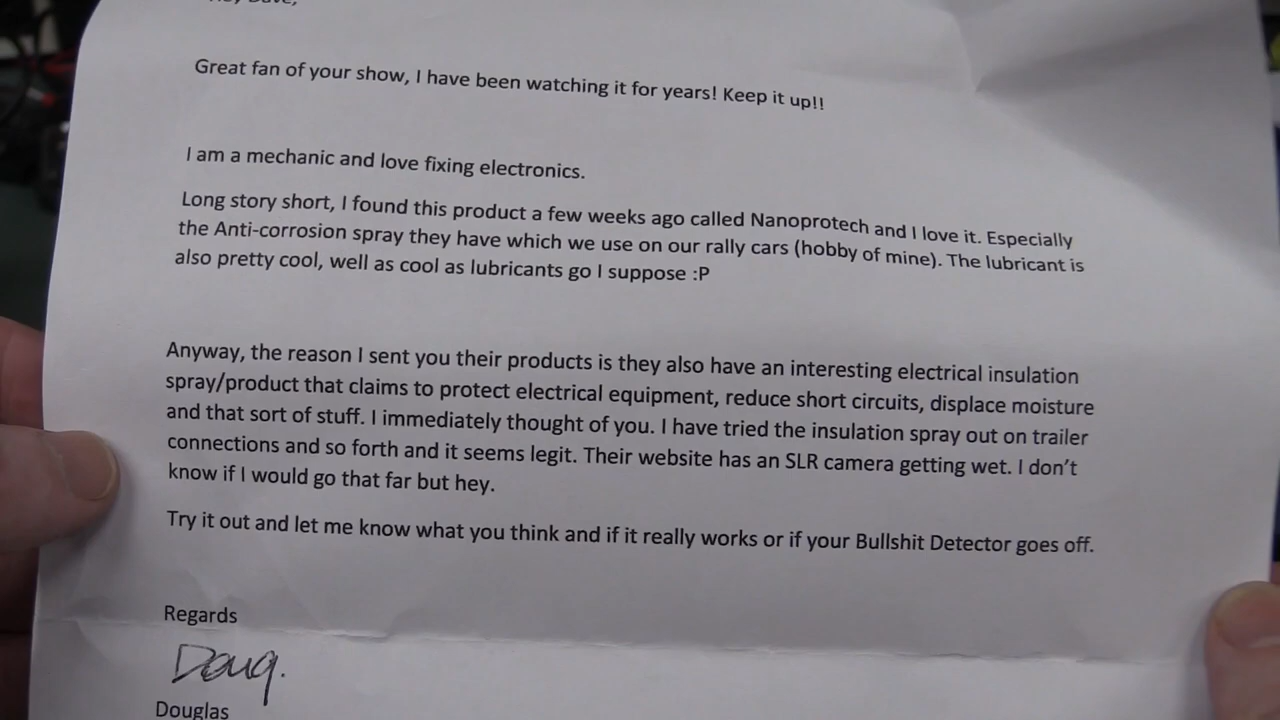 Hey Dave,
Great fan of your show, I have been watching it for years! Keep it up!!
I am a mechanic and love fixing electronics.
Long story short, I found this product a few weeks ago called Nanoprotech and I love it. Especially
the Anti-corrosion spray they have which we use on our rally cars (hobby of mine). The lubricant is
also pretty cool, well as cool as lubricants go I suppose :P
Anyway, the reason I sent you their products is they also have an interesting electrical insulation
spray/product that claims to protect electrical equipment, reduce short circuits, displace moisture
and that sort of stuff. I immediately thought of you. I have tried the insulation spray out on trailer
connections and so forth and it seems legit. Their website has an SLR camera getting wet. I don't
know if I would go that far but hey.
Try it out and let me know what you think and if it really works or if your Bullshit Detector goes off.
Regards
Doug.
Douglas